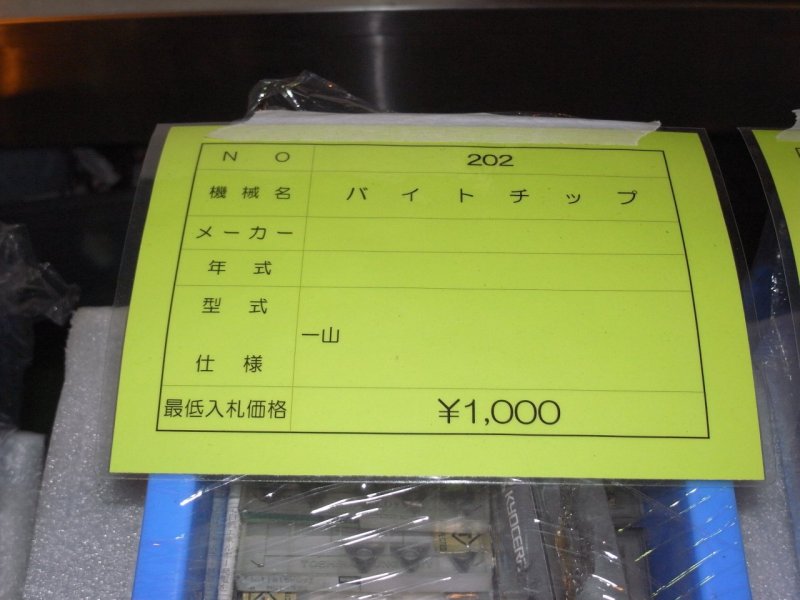 NO 202
機械名 バイトチップ
メーカー
年式
型式
一山
仕様
最低入札価格 ¥1,000
KYOCERA